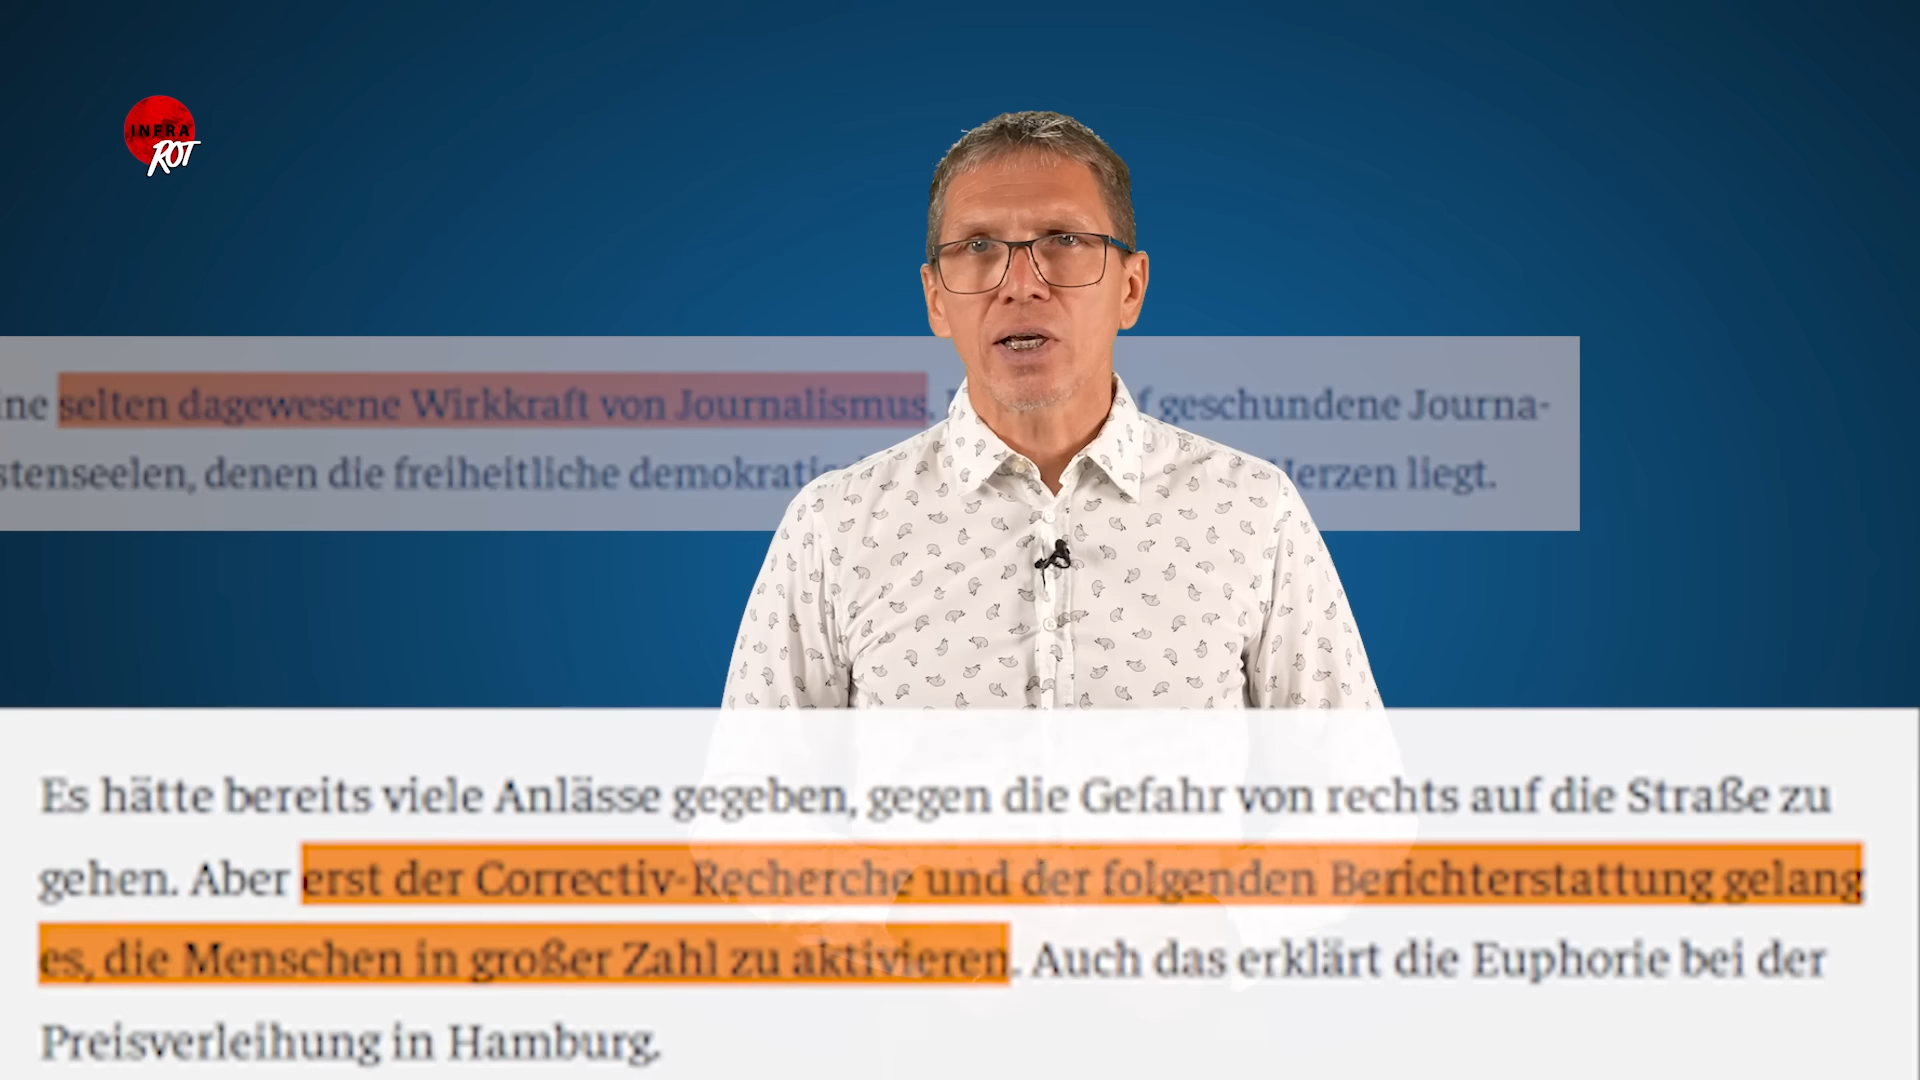 INFRA
ROT
selten dagewesene Wirkkraft von Journalismus. geschundene Journa-
stenseelen, denen die freiheitliche Herzen liegt.
Es hätte bereits viele Anlässe gegeben, gegen die Gefahr von rechts auf die Straße zu
gehen. Aber erst der Correctiv-Recherche und der folgenden Berichterstattung gelang
es, die Menschen in großer Zahl zu aktivieren. Auch das erklärt die Euphorie bei der
Preisverleihung in Hamburg.